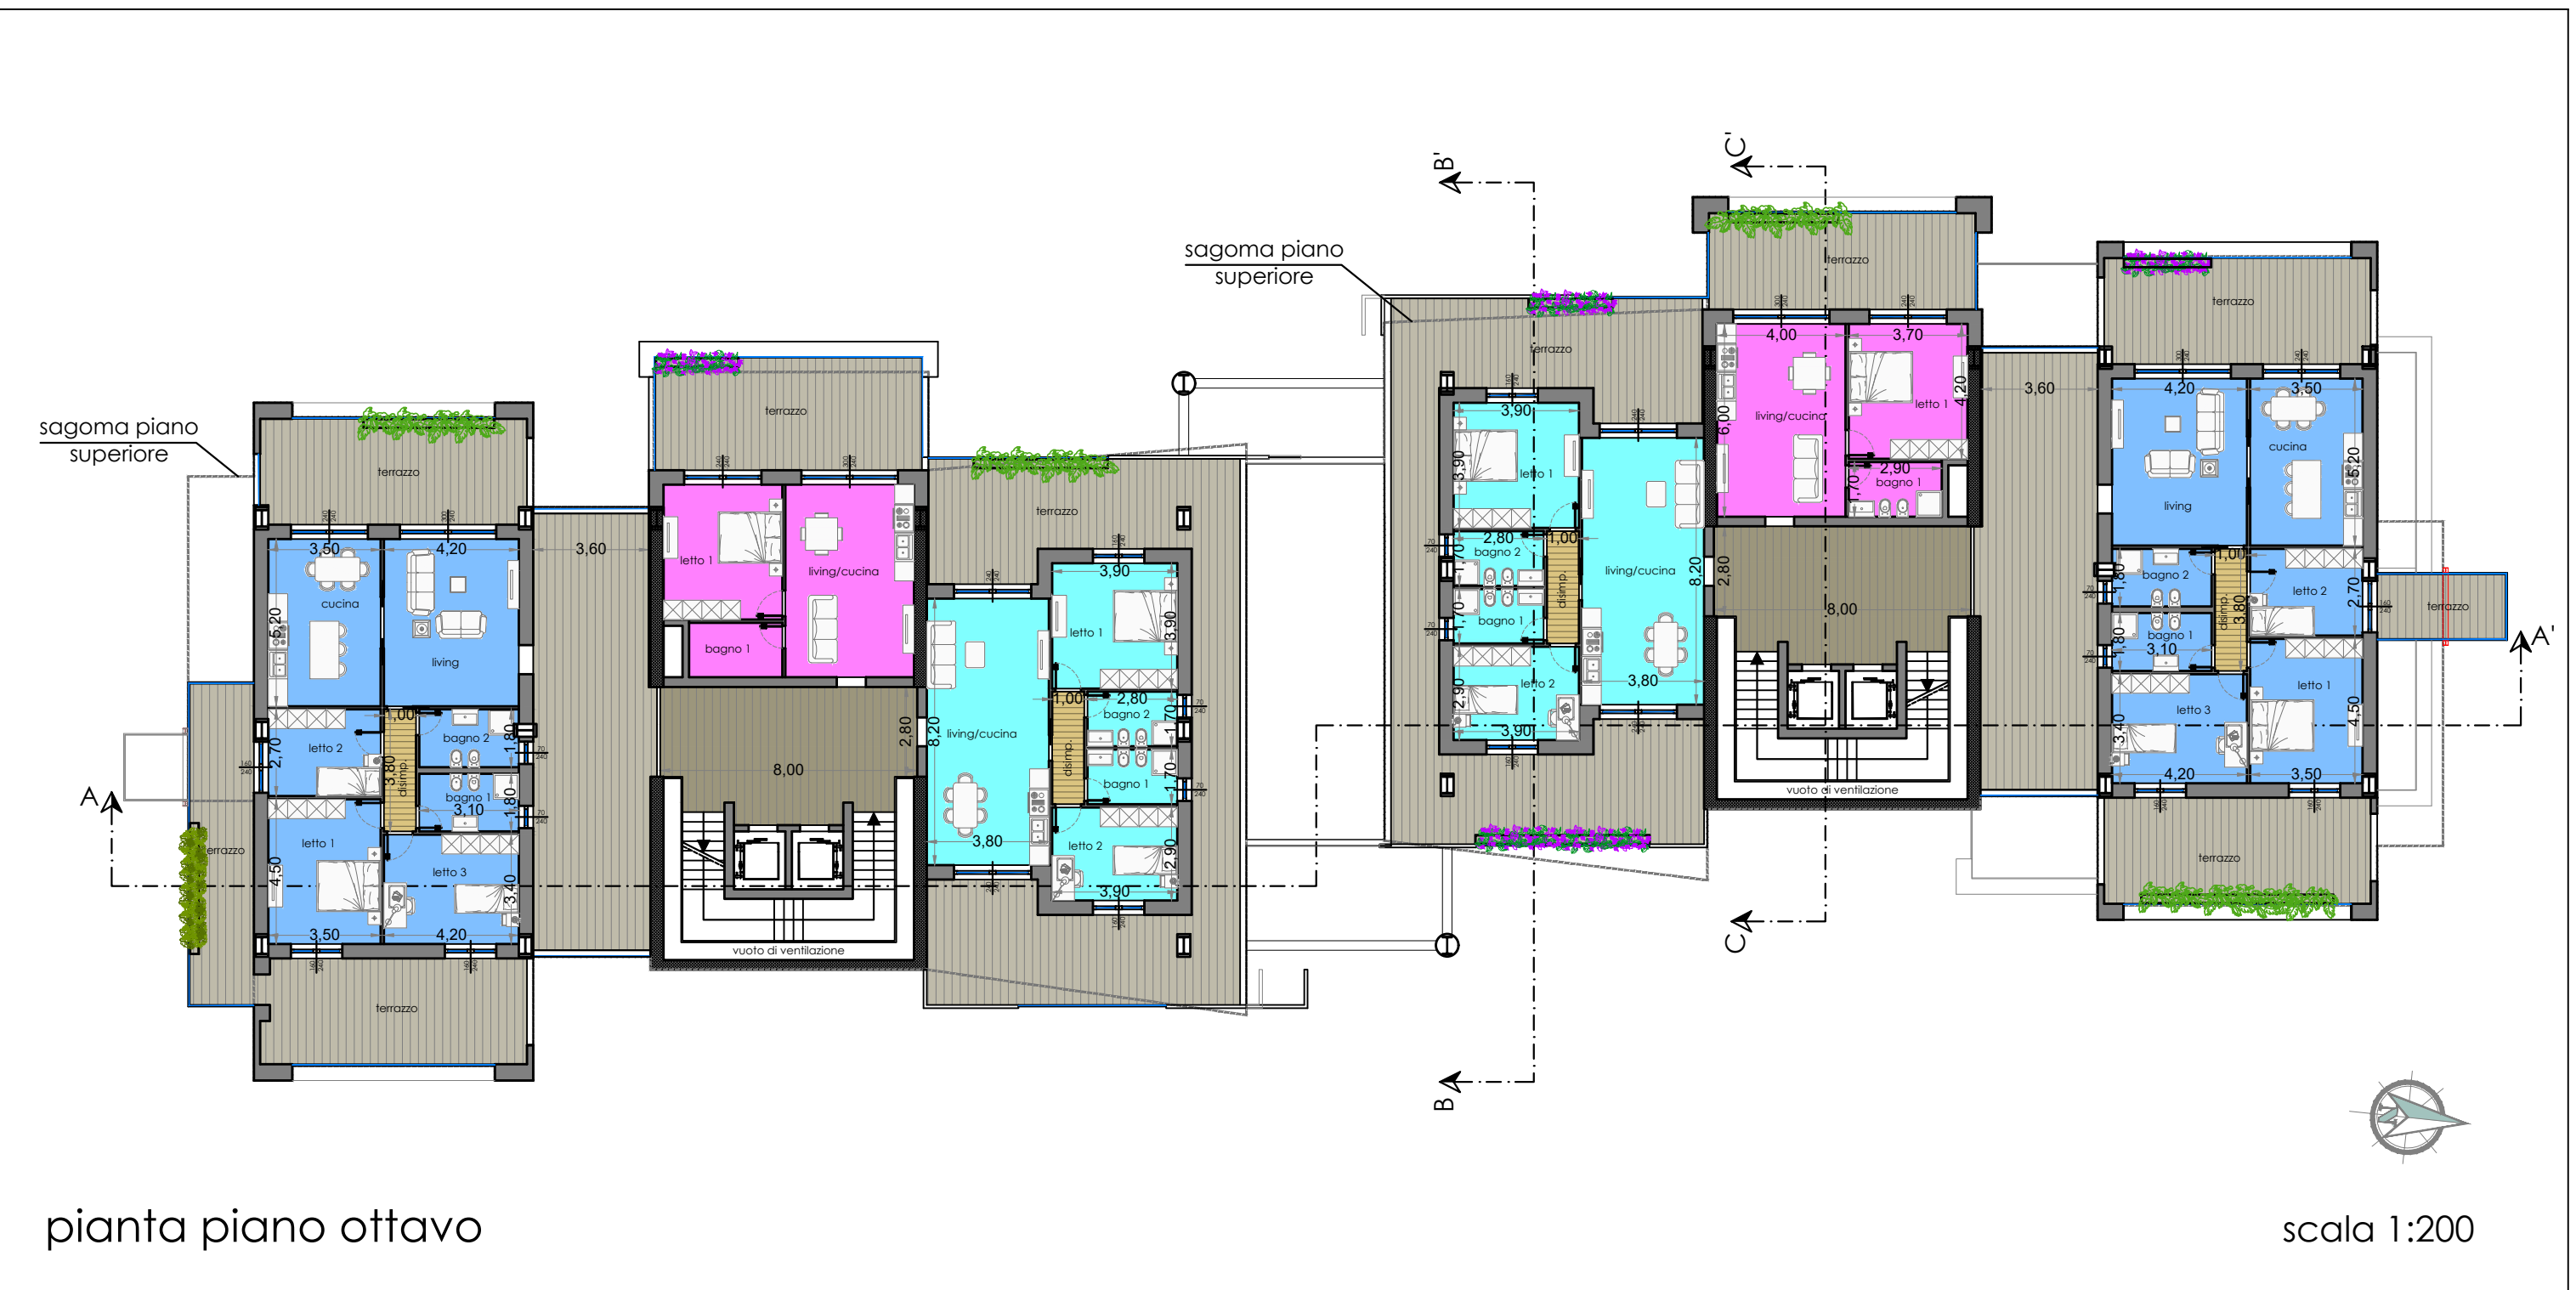 B'
C'
sagoma piano
superiore
terrazzo
terrazzo
terrazzo
4,00
3,70
living/cucina
letto 1
4,20
6,00
2,90
bagno 1
1,70
3,60
4,20
3,50
living
cucina
5,20
3,90
letto 1
3,90
2,80
1,00
bagno 2
1,70
bagno 1
1,70
disimp.
living/cucina
8,20
2,80
8,00
letto 2
2,90
3,90
3,80
vuoto di ventilazione
1,00
bagno 2
1,80
bagno 1
1,80
3,10
disimp.
3,80
letto 2
2,70
terrazzo
letto 1
4,50
letto 3
3,40
4,20
3,50
terrazzo
A'
C
B
sagoma piano
superiore
terrazzo
terrazzo
terrazzo
3,50
4,20
3,60
cucina
living
5,20
letto 1
living/cucina
bagno 1
3,90
letto 1
3,90
1,00
2,80
bagno 2
1,70
bagno 1
1,70
disimp.
living/cucina
8,20
2,80
8,00
3,80
letto 2
2,90
3,90
1,00
letto 2
2,70
bagno 2
1,80
bagno 1
1,80
3,10
disimp.
3,80
A
errazzo
letto 1
4,50
letto 3
3,40
3,50
4,20
vuoto di ventilazione
terrazzo
pianta piano ottavo
scala 1:200